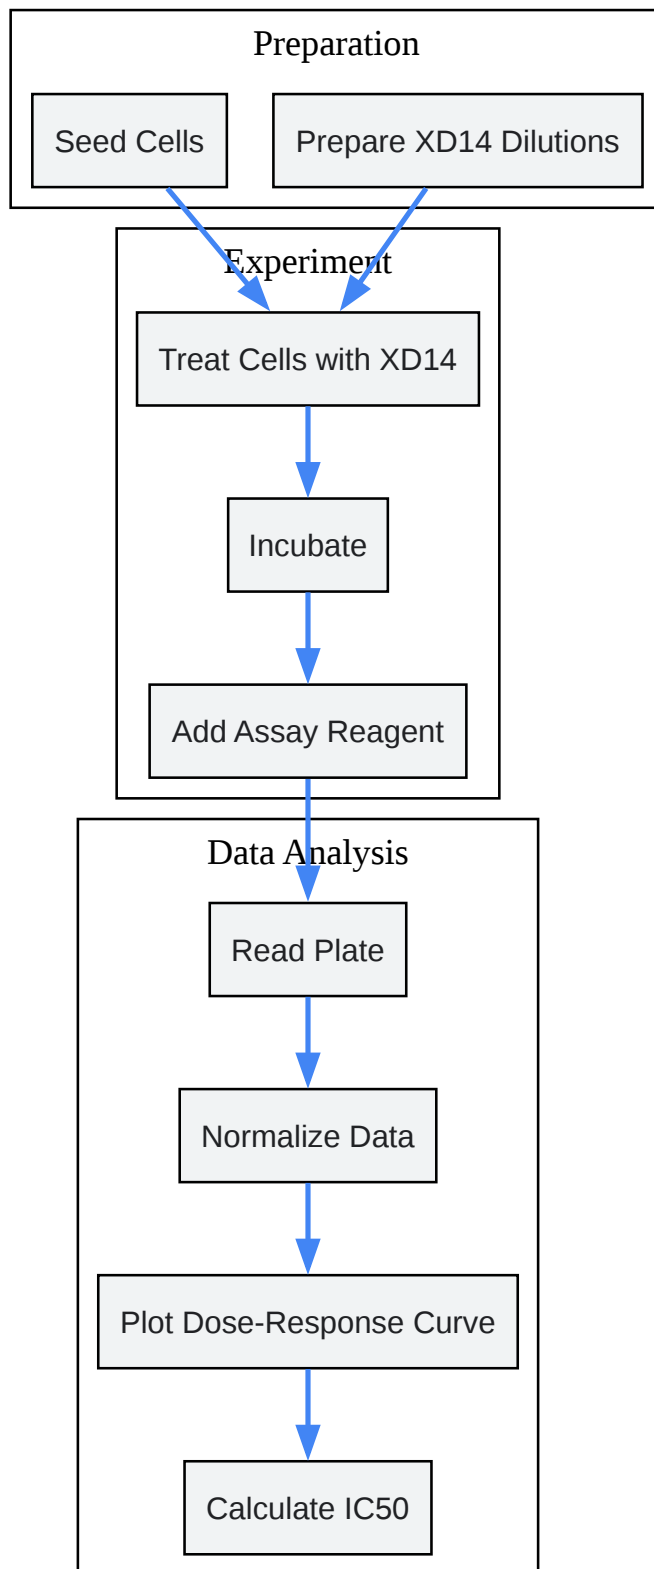 Preparation
Seed Cells
Prepare XD14 Dilutions
Experiment
Treat Cells with XD14
Incubate
Add Assay Reagent
Data Analysis
Read Plate
Normalize Data
Plot Dose-Response Curve
Calculate IC50